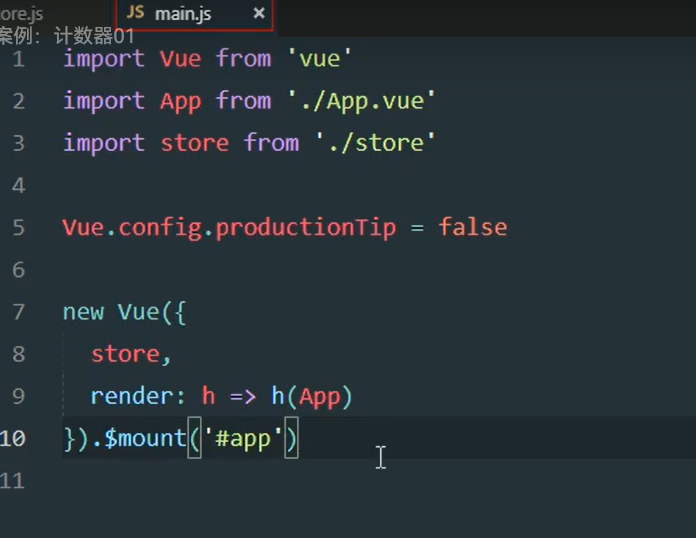 ore.js JS main.js ×
案例：计数器01
1 import Vue from 'vue'
2 import App from './App.vue'
3 import store from './store'
4
5 Vue.config.productionTip = false
6
7 new Vue({
8 store,
9 render: h => h(App)
10 }).$mount('#app')
11